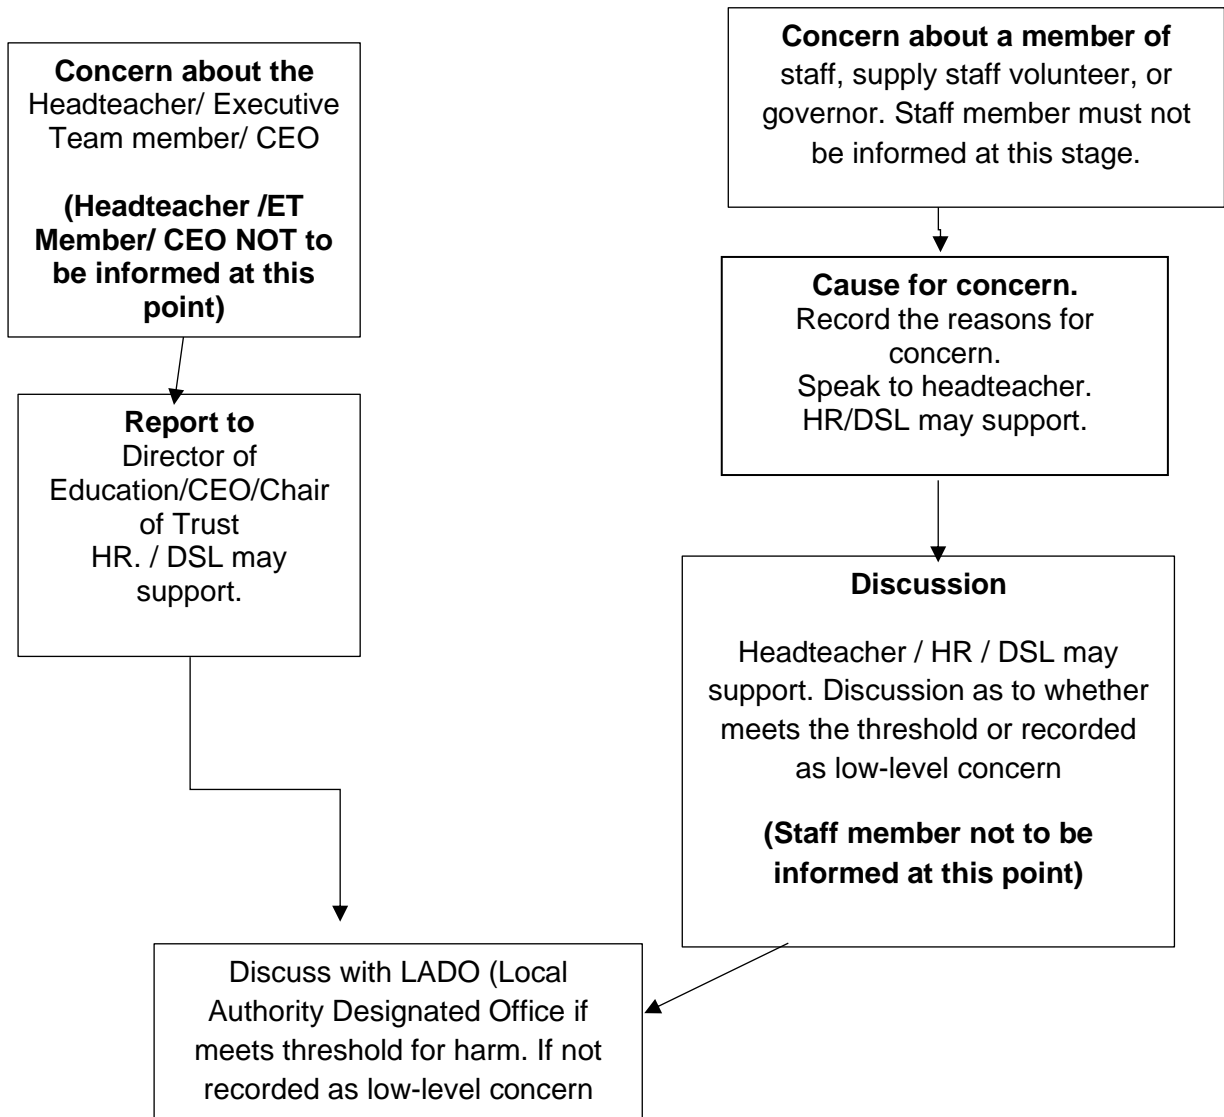 Concern about the
Headteacher/ Executive
Team member/ CEO
(Headteacher /ET
Member/ CEO NOT to
be informed at this
point)
Report to
Director of
Education/CEO/Chair
of Trust
HR. / DSL may
support.
Concern about a member of
staff, supply staff volunteer, or
governor. Staff member must not
be informed at this stage.
Cause for concern.
Record the reasons for
concern.
Speak to headteacher.
HR/DSL may support.
Discussion
Headteacher / HR / DSL may
support. Discussion as to whether
meets the threshold or recorded
as low-level concern
(Staff member not to be
informed at this point)
Discuss with LADO (Local
Authority Designated Office if
meets threshold for harm. If not
recorded as low-level concern